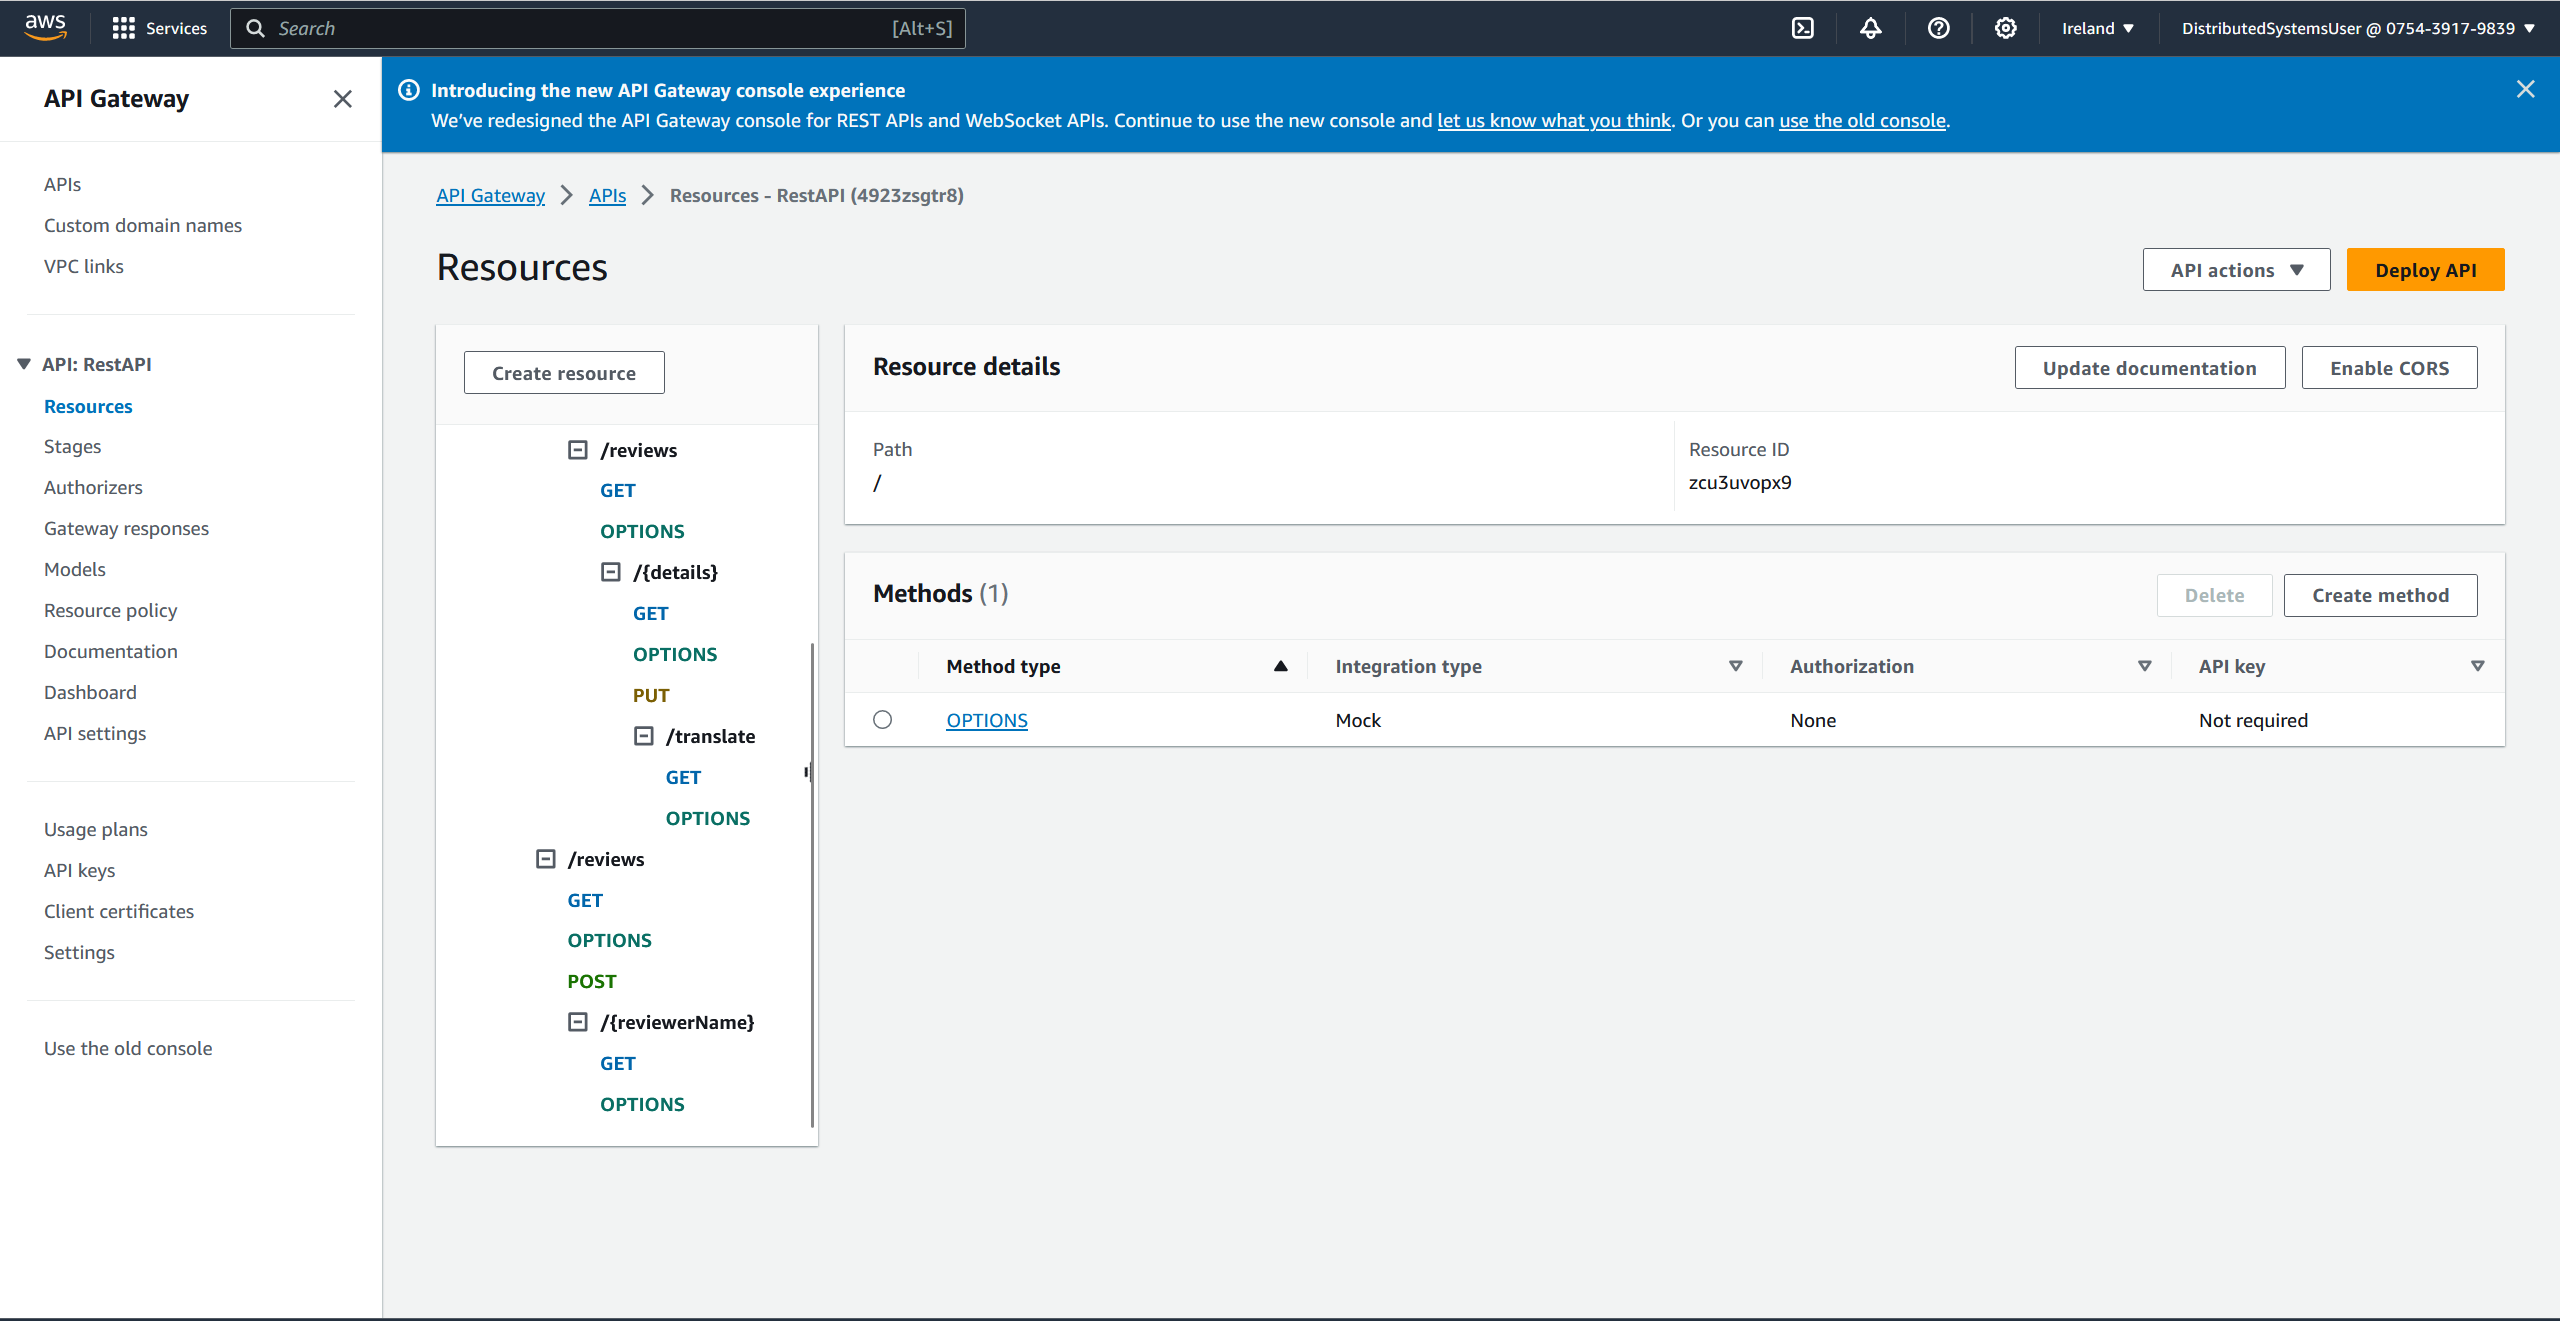 aws
Services
Search [Alt+S]
Ireland
DistributedSystemsUser @ 0754-3917-9839
API Gateway
APIs
Custom domain names
VPC links
API: RestAPI
Resources
Stages
Authorizers
Gateway responses
Models
Resource policy
Documentation
Dashboard
API settings
Usage plans
API keys
Client certificates
Settings
Use the old console
Introducing the new API Gateway console experience
We've redesigned the API Gateway console for REST APIs and WebSocket APIs. Continue to use the new console and let us know what you think. Or you can use the old console.
API Gateway > APIs > Resources - RestAPI (4923zsgtr8)
Resources
API actions
Deploy API
Create resource
/reviews
GET
OPTIONS
/{details}
GET
OPTIONS
PUT
/translate
GET
OPTIONS
/reviews
GET
OPTIONS
POST
/{reviewerName}
GET
OPTIONS
Resource details
Update documentation
Enable CORS
Path
/
Resource ID
zcu3uvopx9
Methods (1)
Delete
Create method
Method type Integration type Authorization API key
OPTIONS Mock None Not required